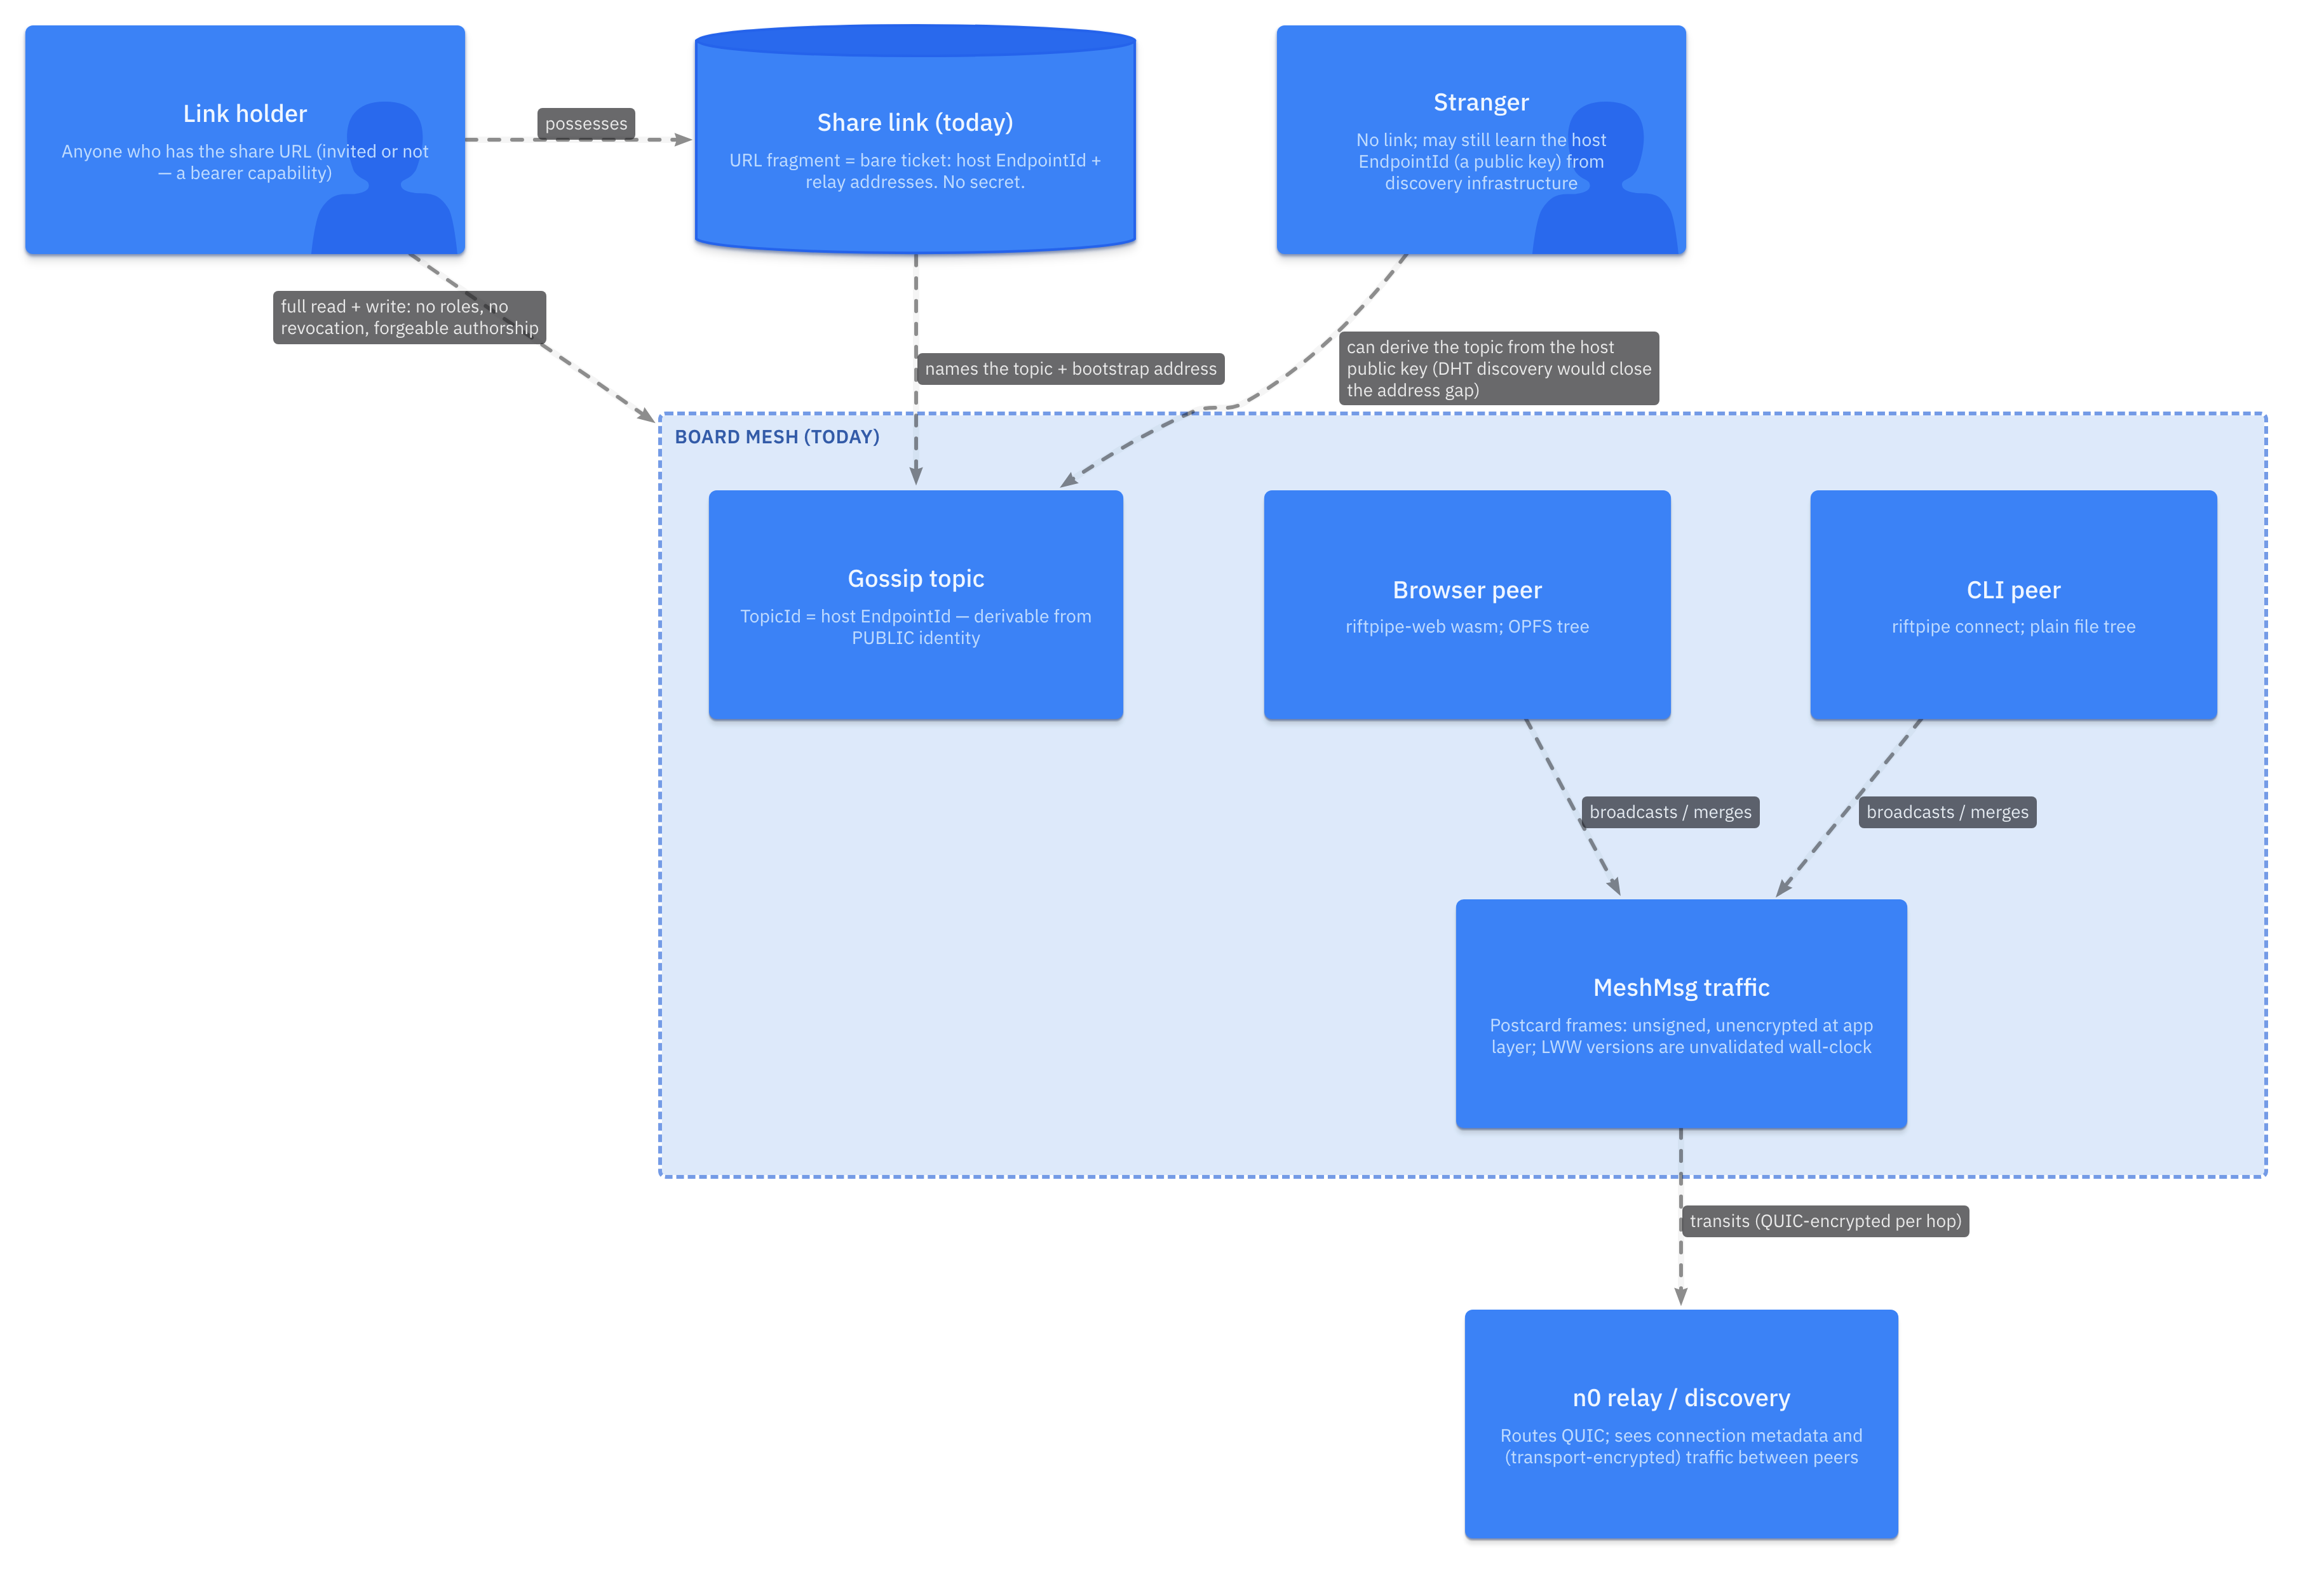 Link holder
Anyone who has the share URL (invited or not
— a bearer capability)
possesses
Share link (today)
URL fragment = bare ticket: host EndpointId +
relay addresses. No secret.
Stranger
No link; may still learn the host
EndpointId (a public key) from
discovery infrastructure
full read + write: no roles, no
revocation, forgeable authorship
names the topic + bootstrap address
can derive the topic from the host
public key (DHT discovery would close
the address gap)
BOARD MESH (TODAY)
Gossip topic
TopicId = host EndpointId — derivable from
PUBLIC identity
Browser peer
riftpipe-web wasm; OPFS tree
CLI peer
riftpipe connect; plain file tree
broadcasts / merges
broadcasts / merges
MeshMsg traffic
Postcard frames: unsigned, unencrypted at app
layer; LWW versions are unvalidated wall-clock
transits (QUIC-encrypted per hop)
n0 relay / discovery
Routes QUIC; sees connection metadata and
(transport-encrypted) traffic between peers